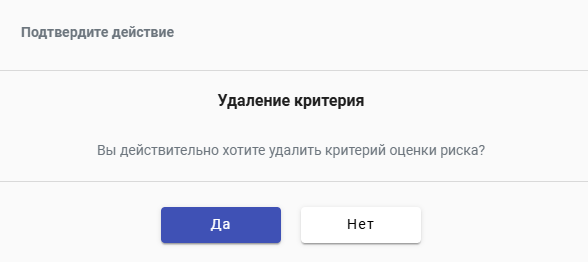 Подтвердите действие
Удаление критерия
Вы действительно хотите удалить критерий оценки риска?
Да
Нет